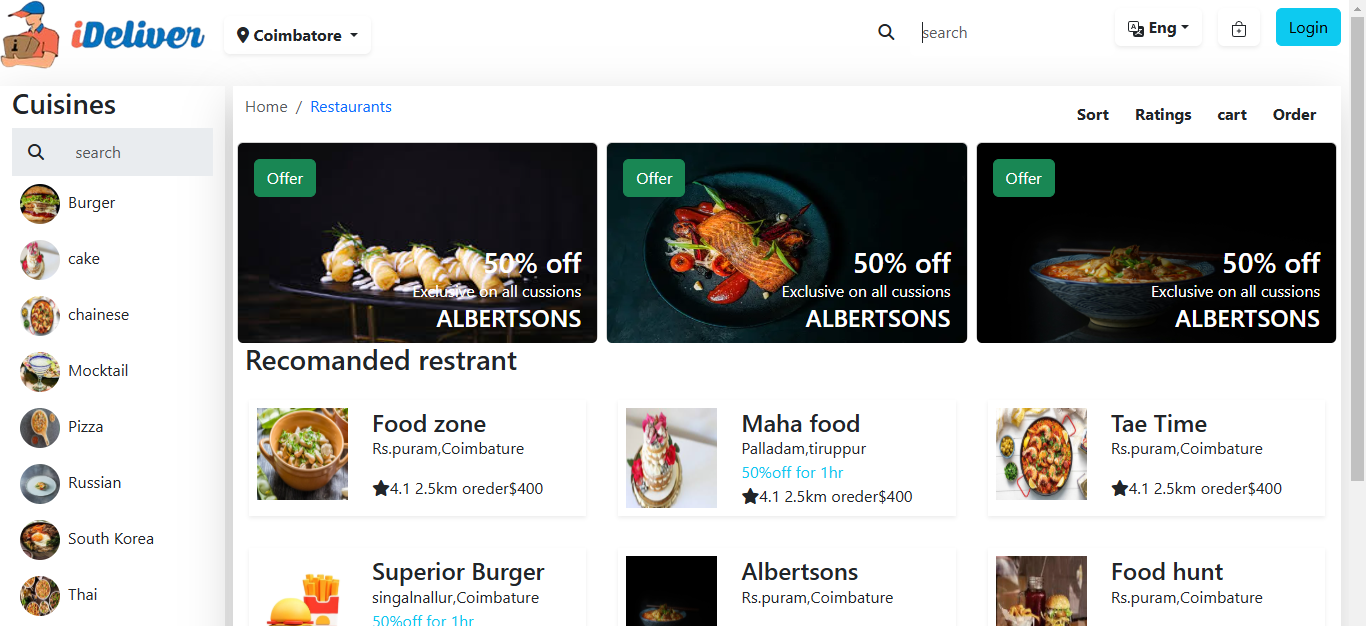 iDeliver
Coimbatore
search
Eng
Login
Cuisines
search
Burger
cake
chainese
Mocktail
Pizza
Russian
South Korea
Thai
Home / Restaurants
Sort Ratings cart Order
Offer
50% off
Exclusive on all cussions
ALBERTSONS
Offer
50% off
Exclusive on all cussions
ALBERTSONS
Offer
50% off
Exclusive on all cussions
ALBERTSONS
Recomanded restrant
Food zone
Rs.puram,Coimbature
4.1 2.5km oreder$400
Maha food
Palladam,tiruppur
50%off for 1hr
4.1 2.5km oreder$400
Tae Time
Rs.puram,Coimbature
4.1 2.5km oreder$400
Superior Burger
singalnallur,Coimbature
50%off for 1hr
Albertsons
Rs.puram,Coimbature
Food hunt
Rs.puram,Coimbature